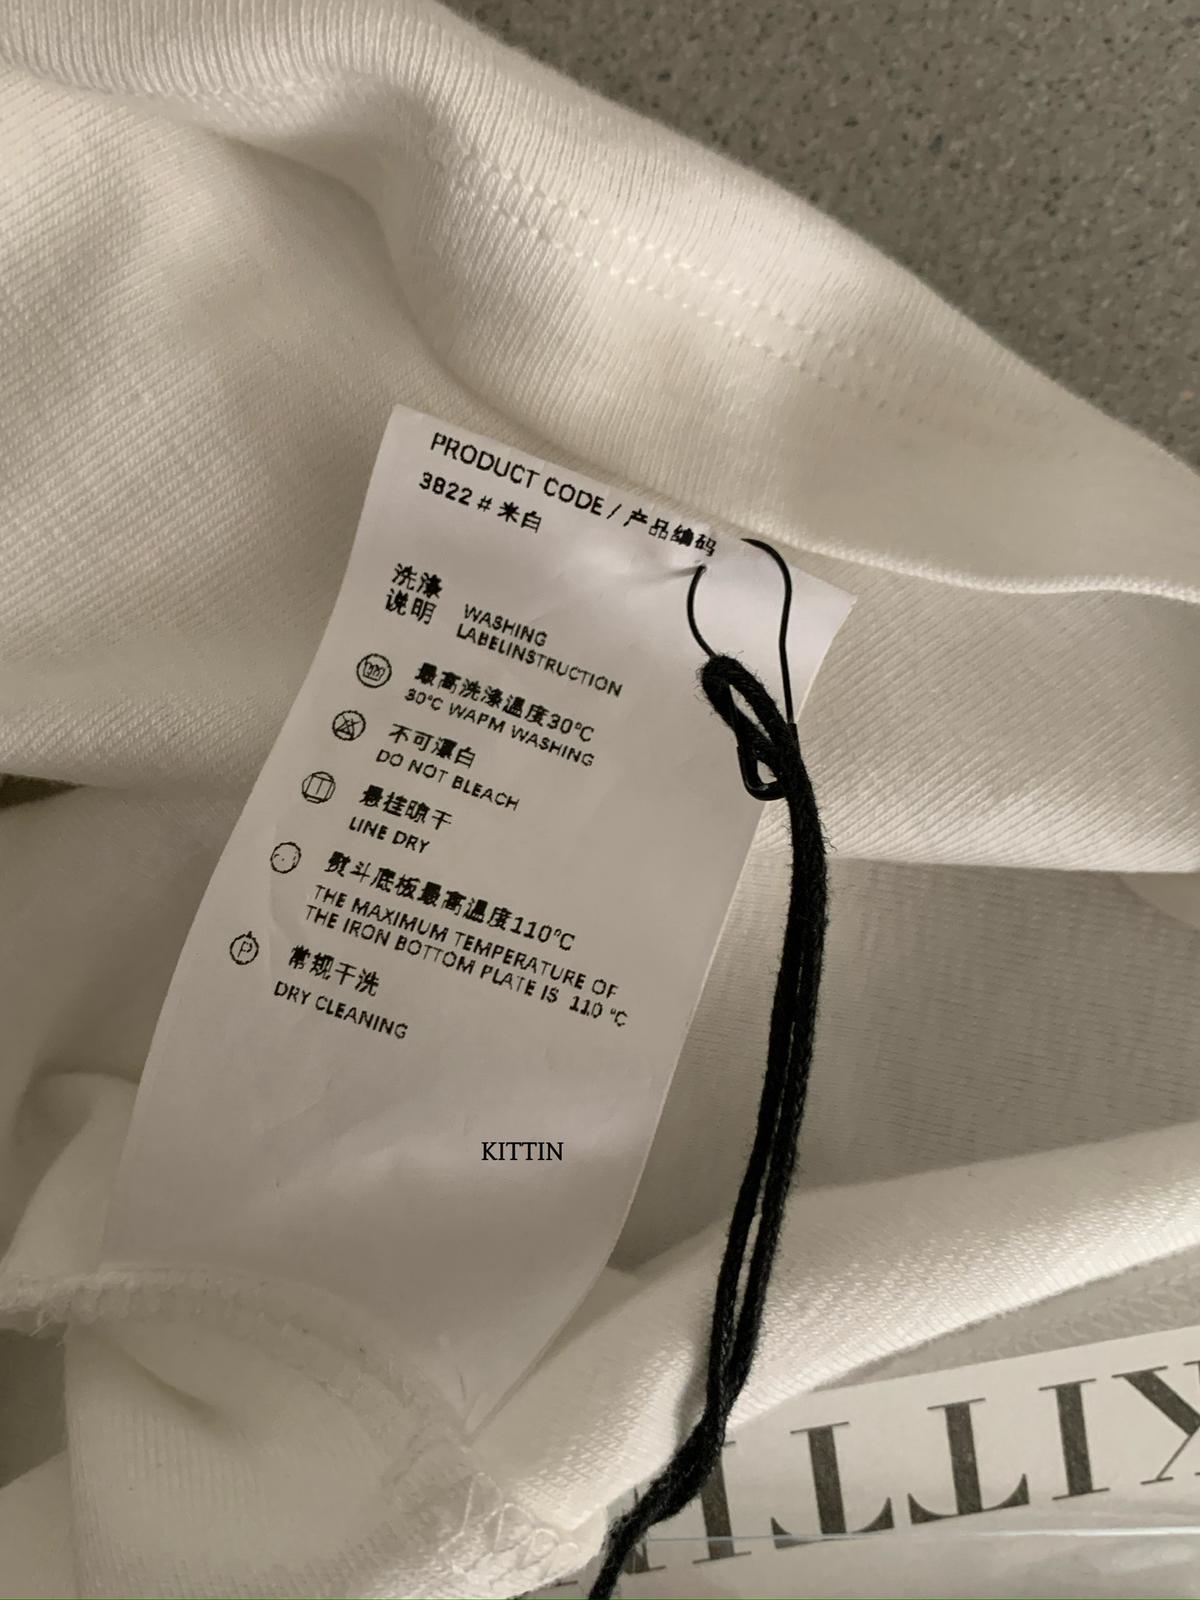 PRODUCT CODE / 产品编码
3B22 # 米白
洗涤
说明
WASHING
LABELINSTRUCTION
最高洗涤温度30°C
30°C WAPM WASHING
不可漂白
DO NOT BLEACH
悬挂晾干
LINE DRY
熨斗底板最高温度110°C
THE MAXIMUM TEMPERATURE OF
THE IRON BOTTOM PLATE IS 110 °C
P
常规干洗
DRY CLEANING
KITTIN
KITTIN